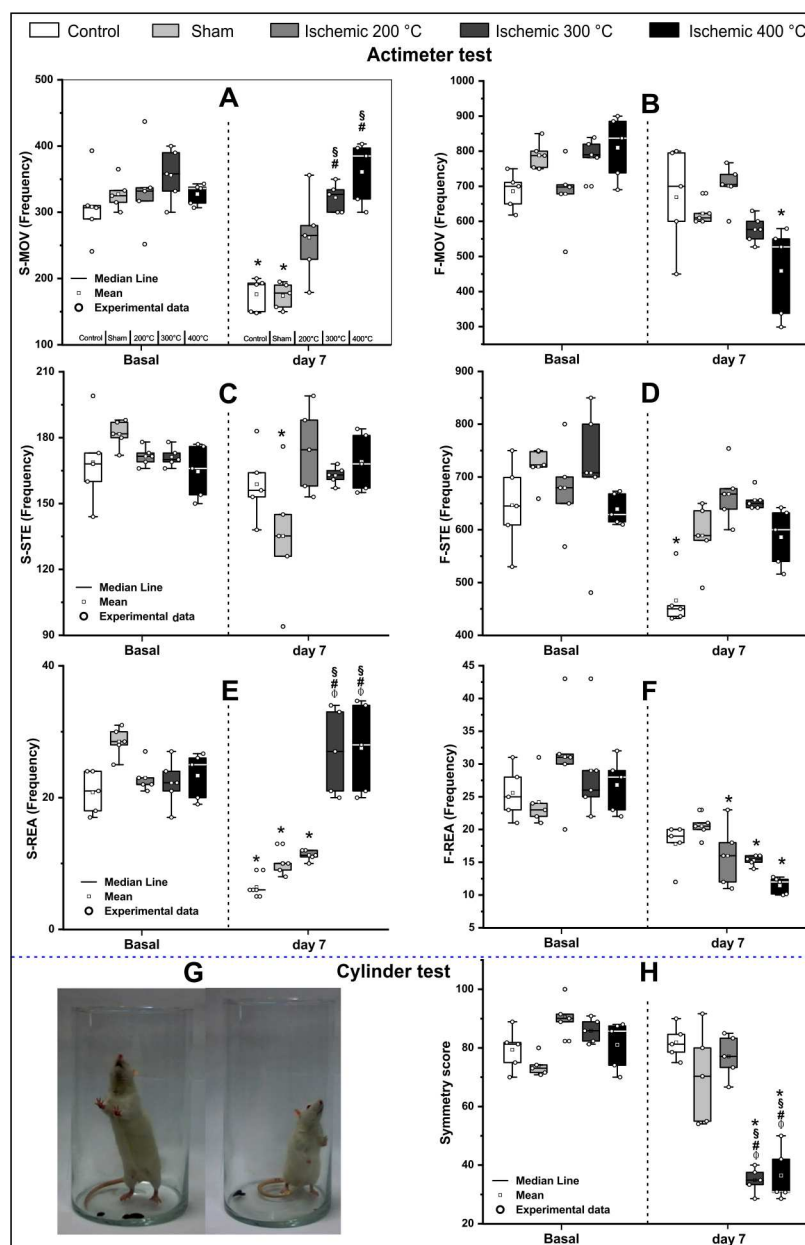 Control Sham Ischemic 200 °C Ischemic 300 °C Ischemic 400 °C
Actimeter test
A
S-MOV (Frequency)
500
400
300
200
100
§
#
§
#
* *
Median Line
Mean
Experimental data
Control Sham 200°C 300°C 400°C Control Sham 200°C 300°C 400°C
Basal day 7
B
F-MOV (Frequency)
1000
900
800
700
600
500
400
300
*
Basal day 7
C
S-STE (Frequency)
210
180
150
120
90
*
Median Line
Mean
Experimental data
Basal day 7
D
F-STE (Frequency)
900
800
700
600
500
400
*
Basal day 7
E
S-REA (Frequency)
40
20
0
§
#
ϕ
§
#
ϕ
* * *
Median Line
Mean
Experimental data
Basal day 7
F
F-REA (Frequency)
45
40
35
30
25
20
15
10
5
* * *
Basal day 7
G
Cylinder test
H
Symmetry score
100
80
60
40
20
*
§
#
ϕ
*
§
#
ϕ
Median Line
Mean
Experimental data
Basal day 7